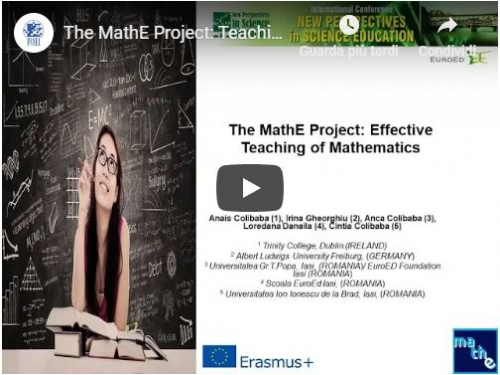 The MathE Project: Teachi...
New Perspectives
in Science
International Conference
NEW PERSPECTIVES
in SCIENCE EDUCATION
Guarda più tardi
Condividi
EUROED
The MathE Project: Effective
Teaching of Mathematics
Anais Colibaba (1), Irina Gheorghiu (2), Anca Colibaba (3),
Loredana Danaila (4), Cintia Colibaba (5)
1 Trinity College, Dublin (IRELAND)
2 Albert Ludwigs University Freiburg, (GERMANY)
3 Universitatea Gr.T.Popa, Iasi, (ROMANIA)/ EuroED Foundation
Iasi (ROMANIA)
4 Scoala EuroEd Iasi, (ROMANIA)
5 Universitatea Ion Ionescu de la Brad, Iasi, (ROMANIA)
E=MC²
Erasmus+
mathe